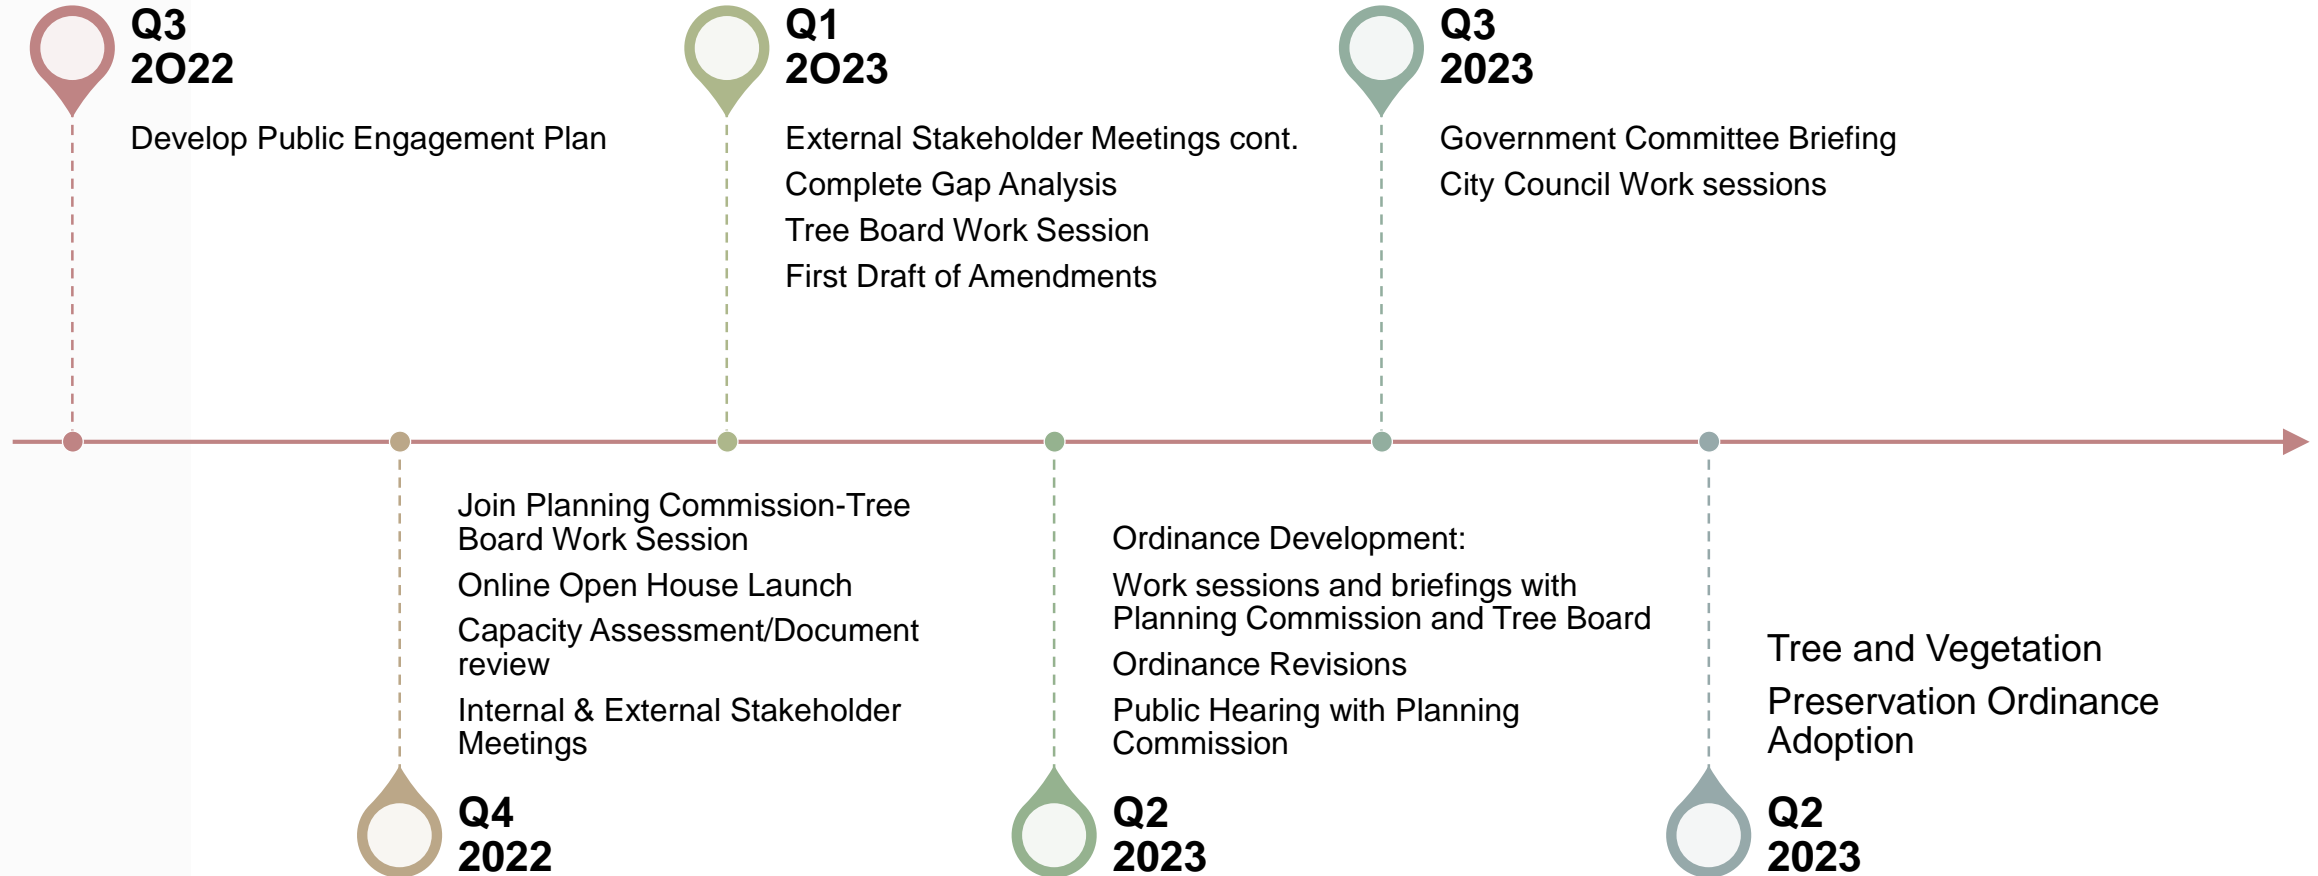 Q3
2O22
Develop Public Engagement Plan
Q1
2O23
External Stakeholder Meetings cont.
Complete Gap Analysis
Tree Board Work Session
First Draft of Amendments
Q3
2023
Government Committee Briefing
City Council Work sessions
Join Planning Commission-Tree
Board Work Session
Online Open House Launch
Capacity Assessment/Document
review
Internal & External Stakeholder
Meetings
Q4
2022
Ordinance Development:
Work sessions and briefings with
Planning Commission and Tree Board
Ordinance Revisions
Public Hearing with Planning
Commission
Q2
2023
Tree and Vegetation
Preservation Ordinance
Adoption
Q2
2023